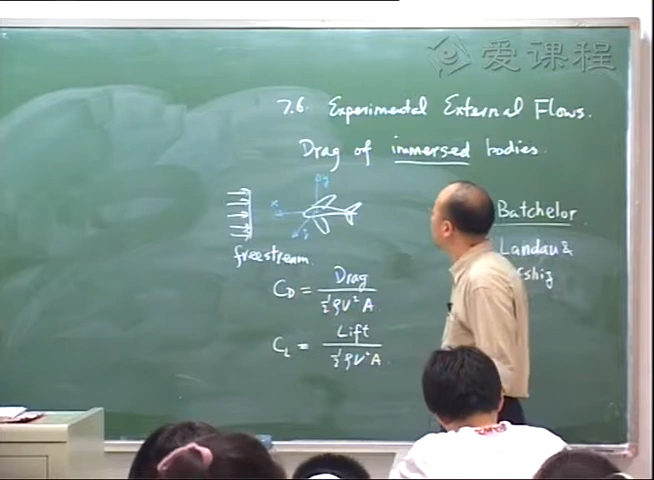 爱课程
7.6. Experimental External Flows.
Drag of immersed bodies.
y
x
z
Batchelor
freestream
Landau &
fshiz
C_D = Drag / ½ρV²A
C_L = Lift / ½ρV²A